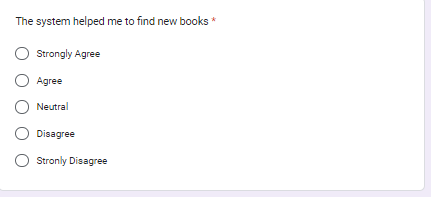 The system helped me to find new books *
Strongly Agree
Agree
Neutral
Disagree
Stronly Disagree